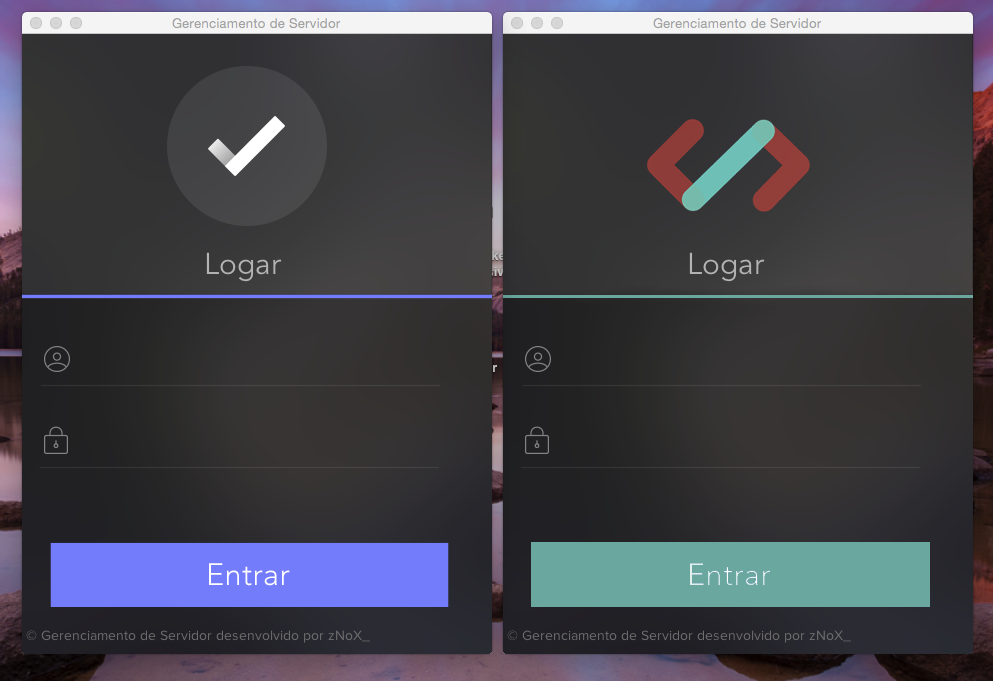 Gerenciamento de Servidor
Logar
Entrar
© Gerenciamento de Servidor desenvolvido por zNoX_
Gerenciamento de Servidor
Logar
Entrar
© Gerenciamento de Servidor desenvolvido por zNoX_